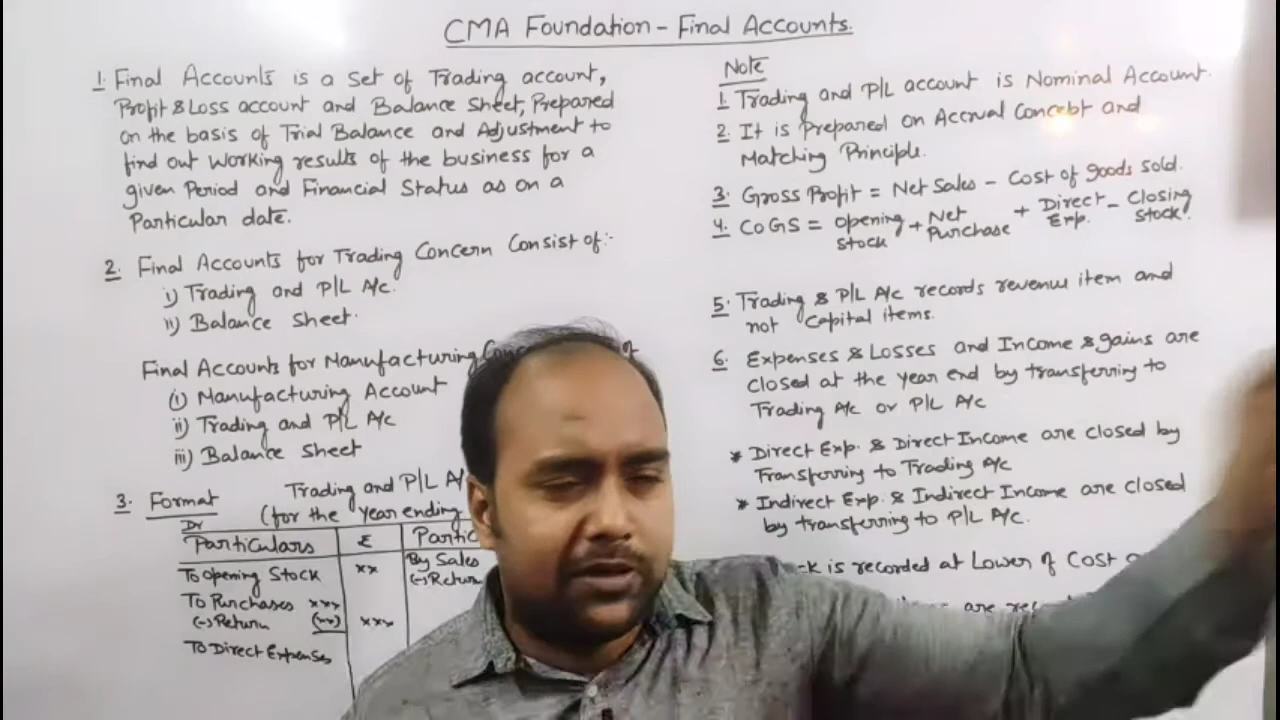 CMA Foundation - Final Accounts.
1. Final Accounts is a set of Trading account,
Profit & Loss account and Balance Sheet, Prepared
on the basis of Trial Balance and Adjustment to
find out working results of the business for a
given Period and Financial Status as on a
Particular date.
2. Final Accounts for Trading Concern Consist of:-
i) Trading and P/L A/c.
ii) Balance Sheet.
Final Accounts for Manufacturing
(i) Manufacturing Account
ii) Trading and P/L A/c
iii) Balance Sheet
3. Format Trading and P/L A/
(for the year ending
Dr
Particulars ₹ Partic
To Opening Stock xx By Sales
(-) Return
To Purchases xxx
(-) Return (xx) xxx
To Direct Expenses
Note
1. Trading and P/L account is Nominal Account.
2. It is Prepared on Accrual Concept and
Matching Principle.
3. Gross Profit = Net Sales - Cost of goods sold.
4. COGS = Opening Stock + Net Purchase + Direct Exp. - Closing Stock.
5. Trading & P/L A/c records revenue item and
not Capital items.
6. Expenses & Losses and Income & gains are
closed at the year end by transferring to
Trading A/c or P/L A/c
* Direct Exp. & Direct Income are closed by
Transferring to Trading A/c
* Indirect Exp. & Indirect Income are closed
by transferring to P/L A/c.
is recorded at Lower of Cost
are